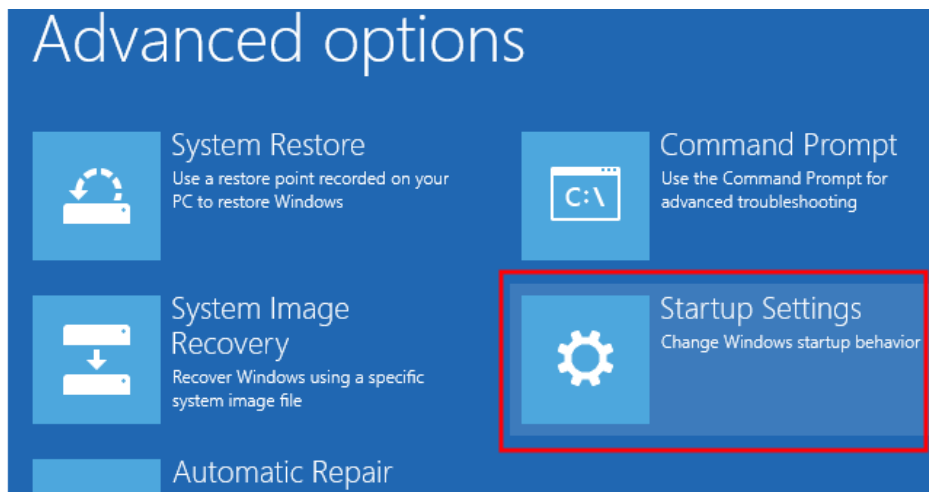 Advanced options
System Restore
Use a restore point recorded on your
PC to restore Windows
Command Prompt
Use the Command Prompt for
advanced troubleshooting
C:\
System Image
Recovery
Recover Windows using a specific
system image file
Startup Settings
Change Windows startup behavior
Automatic Repair